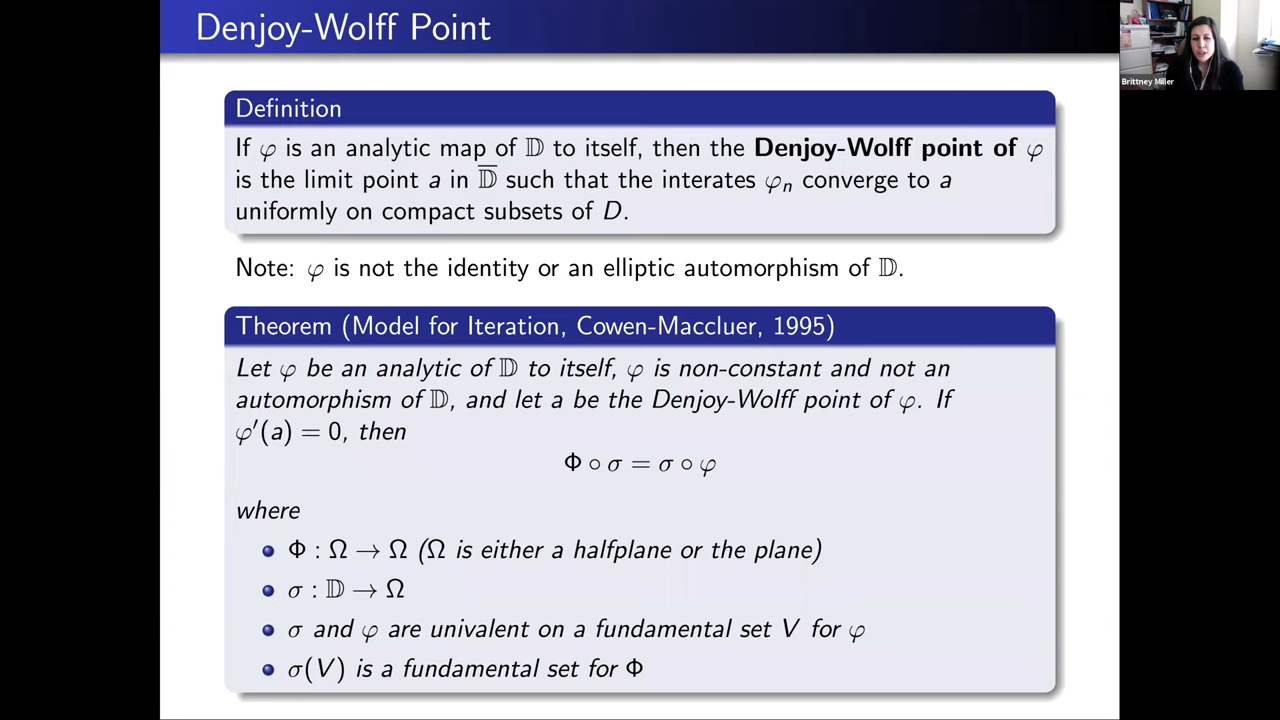 Denjoy-Wolff Point
Brittney Miller
Definition
If φ is an analytic map of 𝔻 to itself, then the Denjoy-Wolff point of φ
is the limit point a in 𝔻̅ such that the interates φₙ converge to a
uniformly on compact subsets of D.
Note: φ is not the identity or an elliptic automorphism of 𝔻.
Theorem (Model for Iteration, Cowen-Maccluer, 1995)
Let φ be an analytic of 𝔻 to itself, φ is non-constant and not an
automorphism of 𝔻, and let a be the Denjoy-Wolff point of φ. If
φ′(a) = 0, then
Φ ∘ σ = σ ∘ φ
where
Φ : Ω → Ω (Ω is either a halfplane or the plane)
σ : 𝔻 → Ω
σ and φ are univalent on a fundamental set V for φ
σ(V) is a fundamental set for Φ